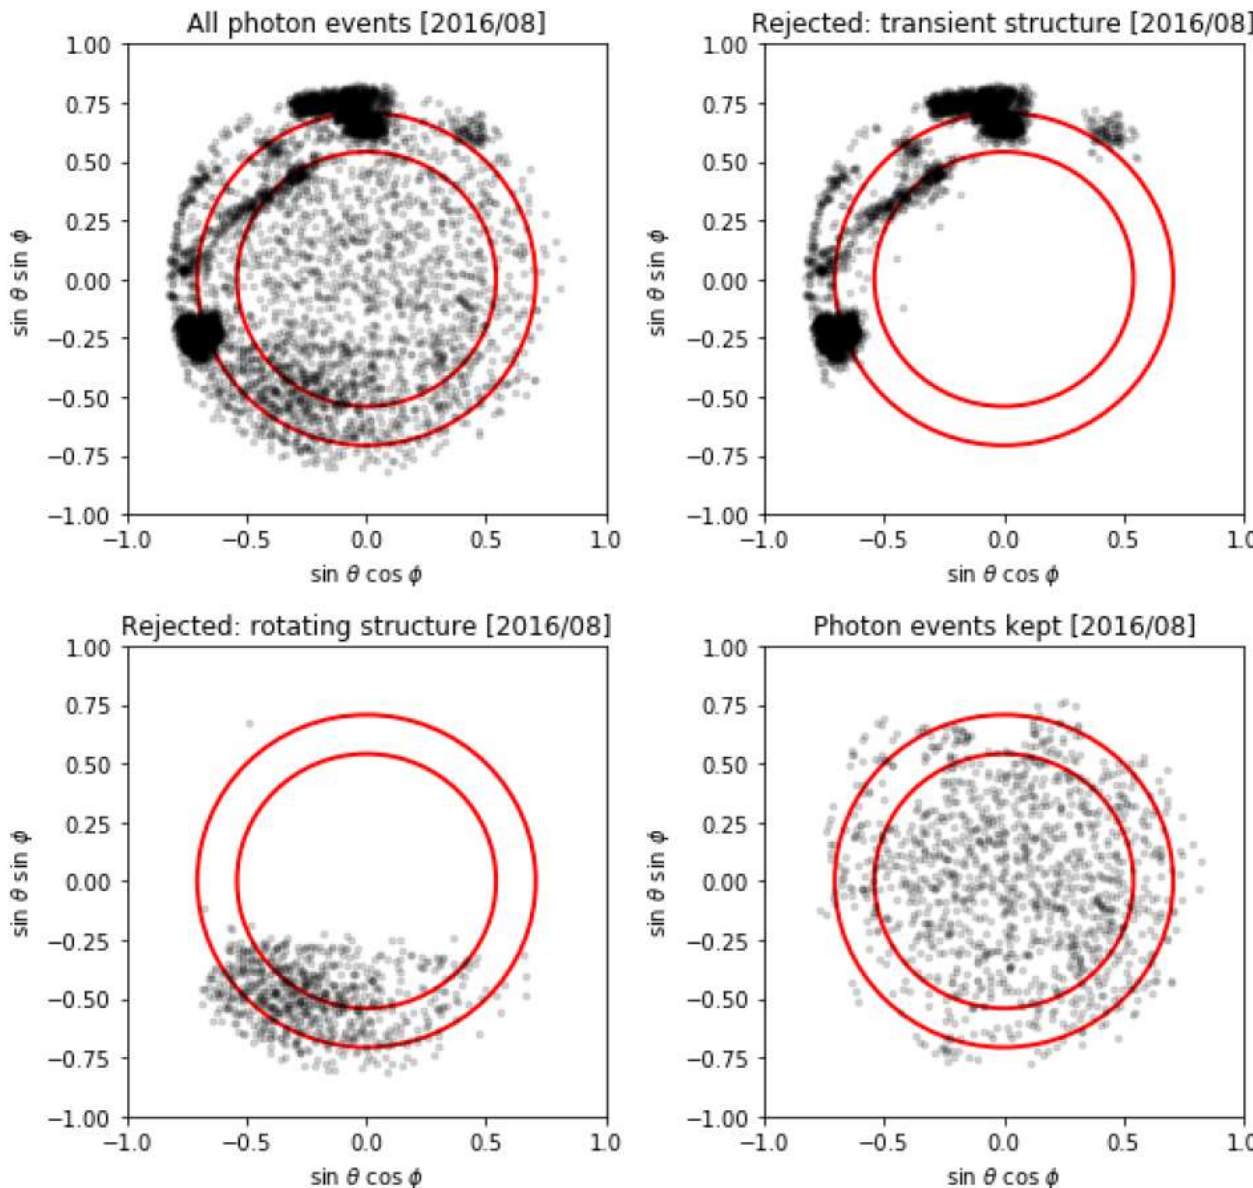 All photon events [2016/08]
1.00
0.75
0.50
0.25
0.00
−0.25
−0.50
−0.75
−1.00
sin θ sin ϕ
−1.0 −0.5 0.0 0.5 1.0
sin θ cos ϕ
Rejected: transient structure [2016/08]
1.00
0.75
0.50
0.25
0.00
−0.25
−0.50
−0.75
−1.00
sin θ sin ϕ
−1.0 −0.5 0.0 0.5 1.0
sin θ cos ϕ
Rejected: rotating structure [2016/08]
1.00
0.75
0.50
0.25
0.00
−0.25
−0.50
−0.75
−1.00
sin θ sin ϕ
−1.0 −0.5 0.0 0.5 1.0
sin θ cos ϕ
Photon events kept [2016/08]
1.00
0.75
0.50
0.25
0.00
−0.25
−0.50
−0.75
−1.00
sin θ sin ϕ
−1.0 −0.5 0.0 0.5 1.0
sin θ cos ϕ